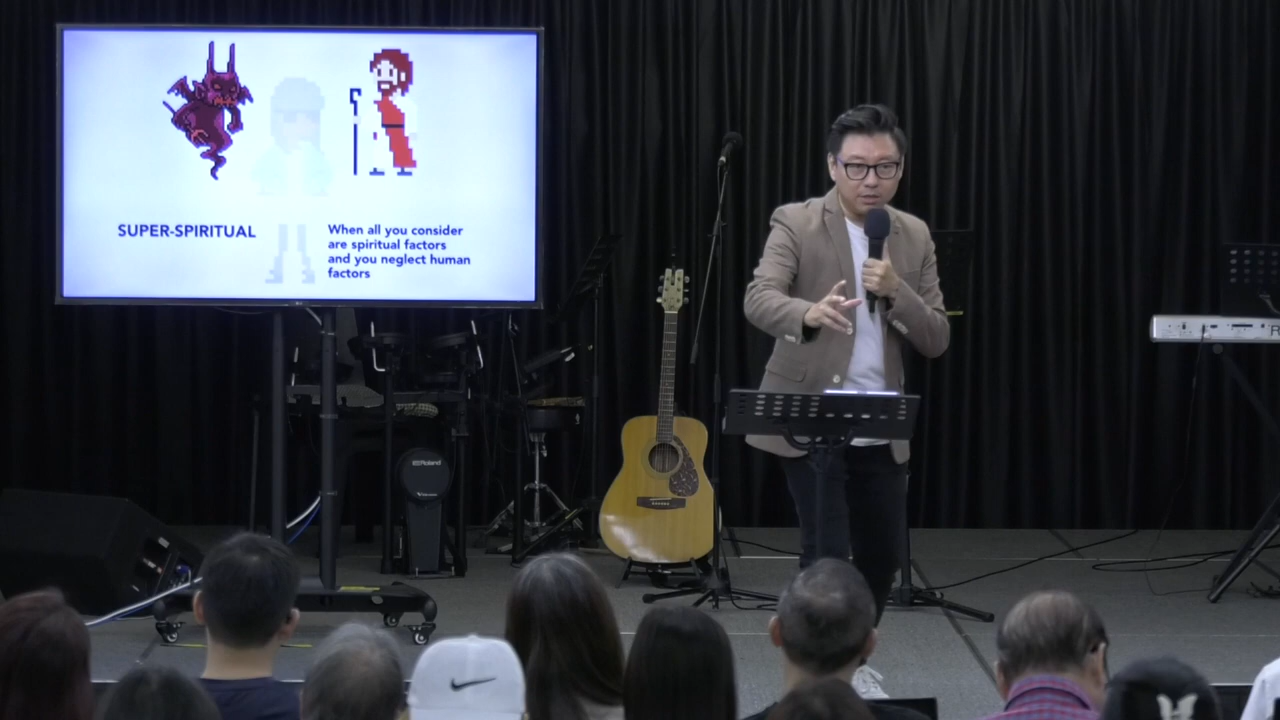 SUPER-SPIRITUAL
When all you consider
are spiritual factors
and you neglect human
factors
Roland
R